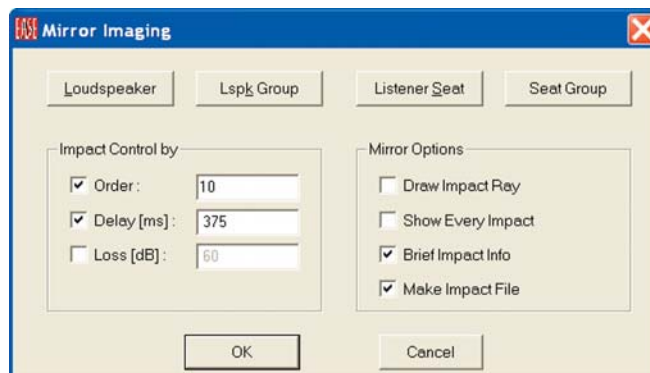 EASE Mirror Imaging
Loudspeaker Lspk Group Listener Seat Seat Group
Impact Control by Mirror Options
Order : 10 Draw Impact Ray
Delay [ms] : 375 Show Every Impact
Loss [dB] : 60 Brief Impact Info
Make Impact File
OK Cancel